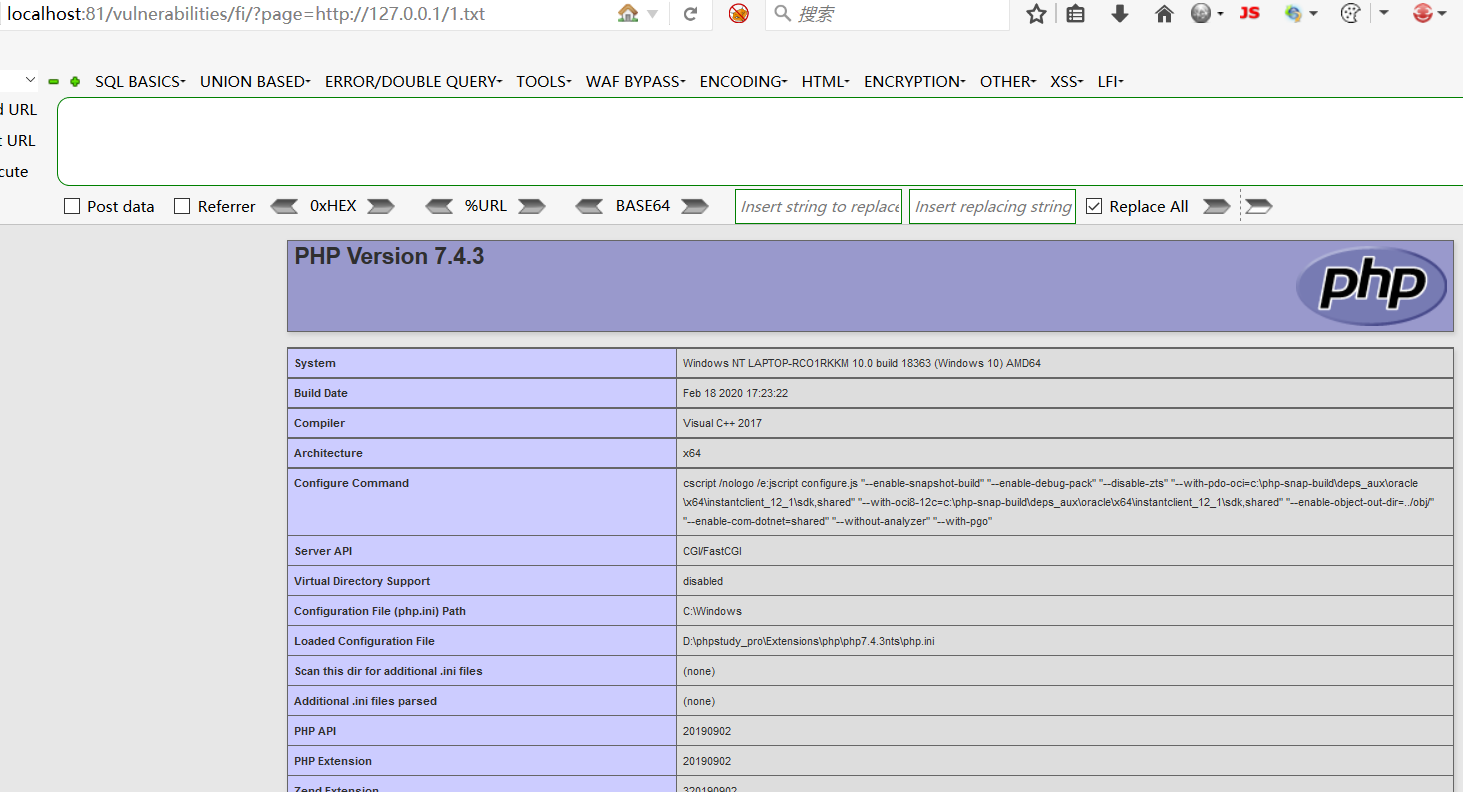 localhost:81/vulnerabilities/fi/?page=http://127.0.0.1/1.txt
搜索
JS
SQL BASICS UNION BASED ERROR/DOUBLE QUERY TOOLS WAF BYPASS ENCODING HTML ENCRYPTION OTHER XSS LFI
URL
URL
cute
Post data Referrer 0xHEX %URL BASE64 Insert string to replace Insert replacing string Replace All
PHP Version 7.4.3
php
System Windows NT LAPTOP-RCO1RKKM 10.0 build 18363 (Windows 10) AMD64
Build Date Feb 18 2020 17:23:22
Compiler Visual C++ 2017
Architecture x64
Configure Command cscript /nologo /e:jscript configure.js "--enable-snapshot-build" "--enable-debug-pack" "--disable-zts" "--with-pdo-oci=c:\php-snap-build\deps_aux\oracle
\x64\instantclient_12_1\sdk,shared" "--with-oci8-12c=c:\php-snap-build\deps_aux\oracle\x64\instantclient_12_1\sdk,shared" "--enable-object-out-dir=../obj/"
"--enable-com-dotnet=shared" "--without-analyzer" "--with-pgo"
Server API CGI/FastCGI
Virtual Directory Support disabled
Configuration File (php.ini) Path C:\Windows
Loaded Configuration File D:\phpstudy_pro\Extensions\php\php7.4.3nts\php.ini
Scan this dir for additional .ini files (none)
Additional .ini files parsed (none)
PHP API 20190902
PHP Extension 20190902
Zend Extension 320190902